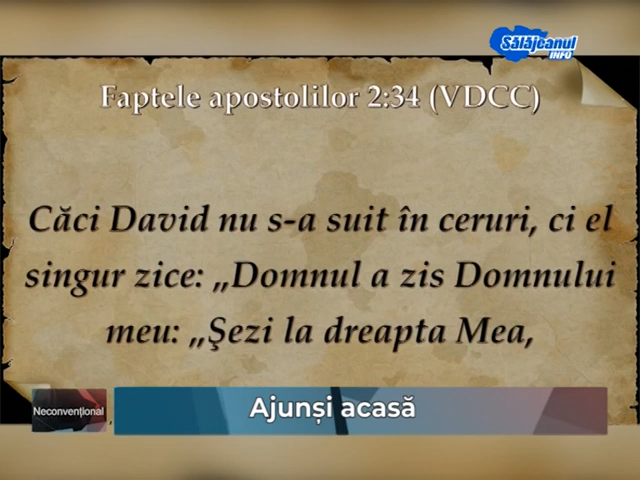 Sălăjeanul
INFO
Faptele apostolilor 2:34 (VDCC)
Căci David nu s-a suit în ceruri, ci el
singur zice: „Domnul a zis Domnului
meu: „Şezi la dreapta Mea,
Neconvențional
Ajunși acasă